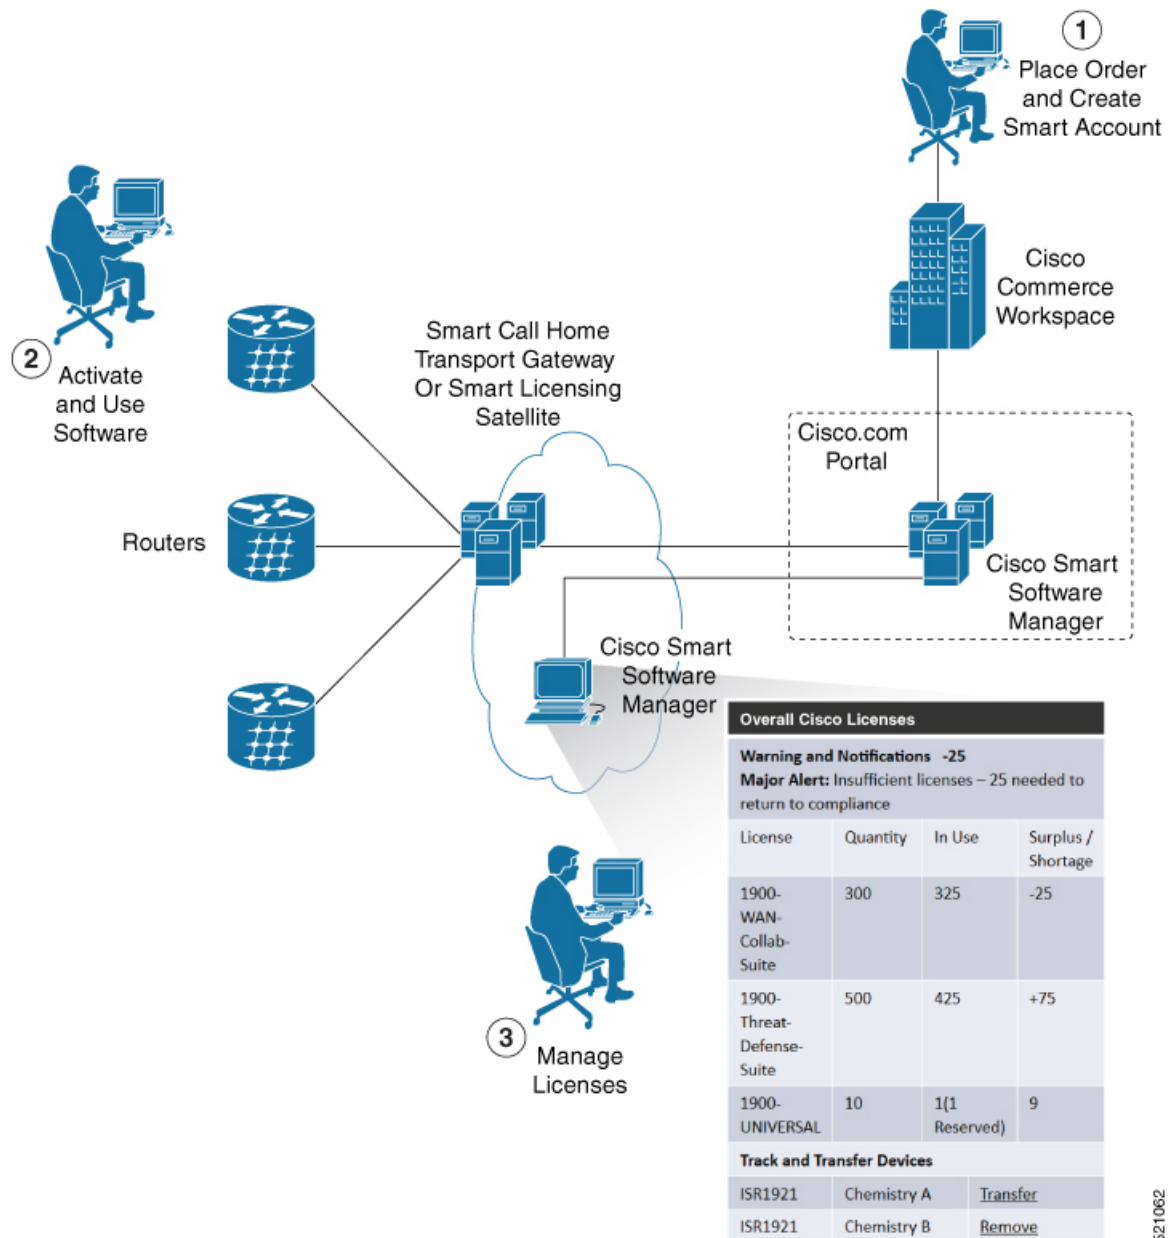 1
Place Order
and Create
Smart Account
Cisco
Commerce
Workspace
2
Activate
and Use
Software
Smart Call Home
Transport Gateway
Or Smart Licensing
Satellite
Cisco.com
Portal
Routers
Cisco Smart
Software
Manager
Cisco Smart
Software
Manager
3
Manage
Licenses
Overall Cisco Licenses
Warning and Notifications -25
Major Alert: Insufficient licenses – 25 needed to
return to compliance
License Quantity In Use Surplus /
Shortage
1900- 300 325 -25
WAN-
Collab-
Suite
1900- 500 425 +75
Threat-
Defense-
Suite
1900- 10 1(1 9
UNIVERSAL Reserved)
Track and Transfer Devices
ISR1921 Chemistry A Transfer
ISR1921 Chemistry B Remove